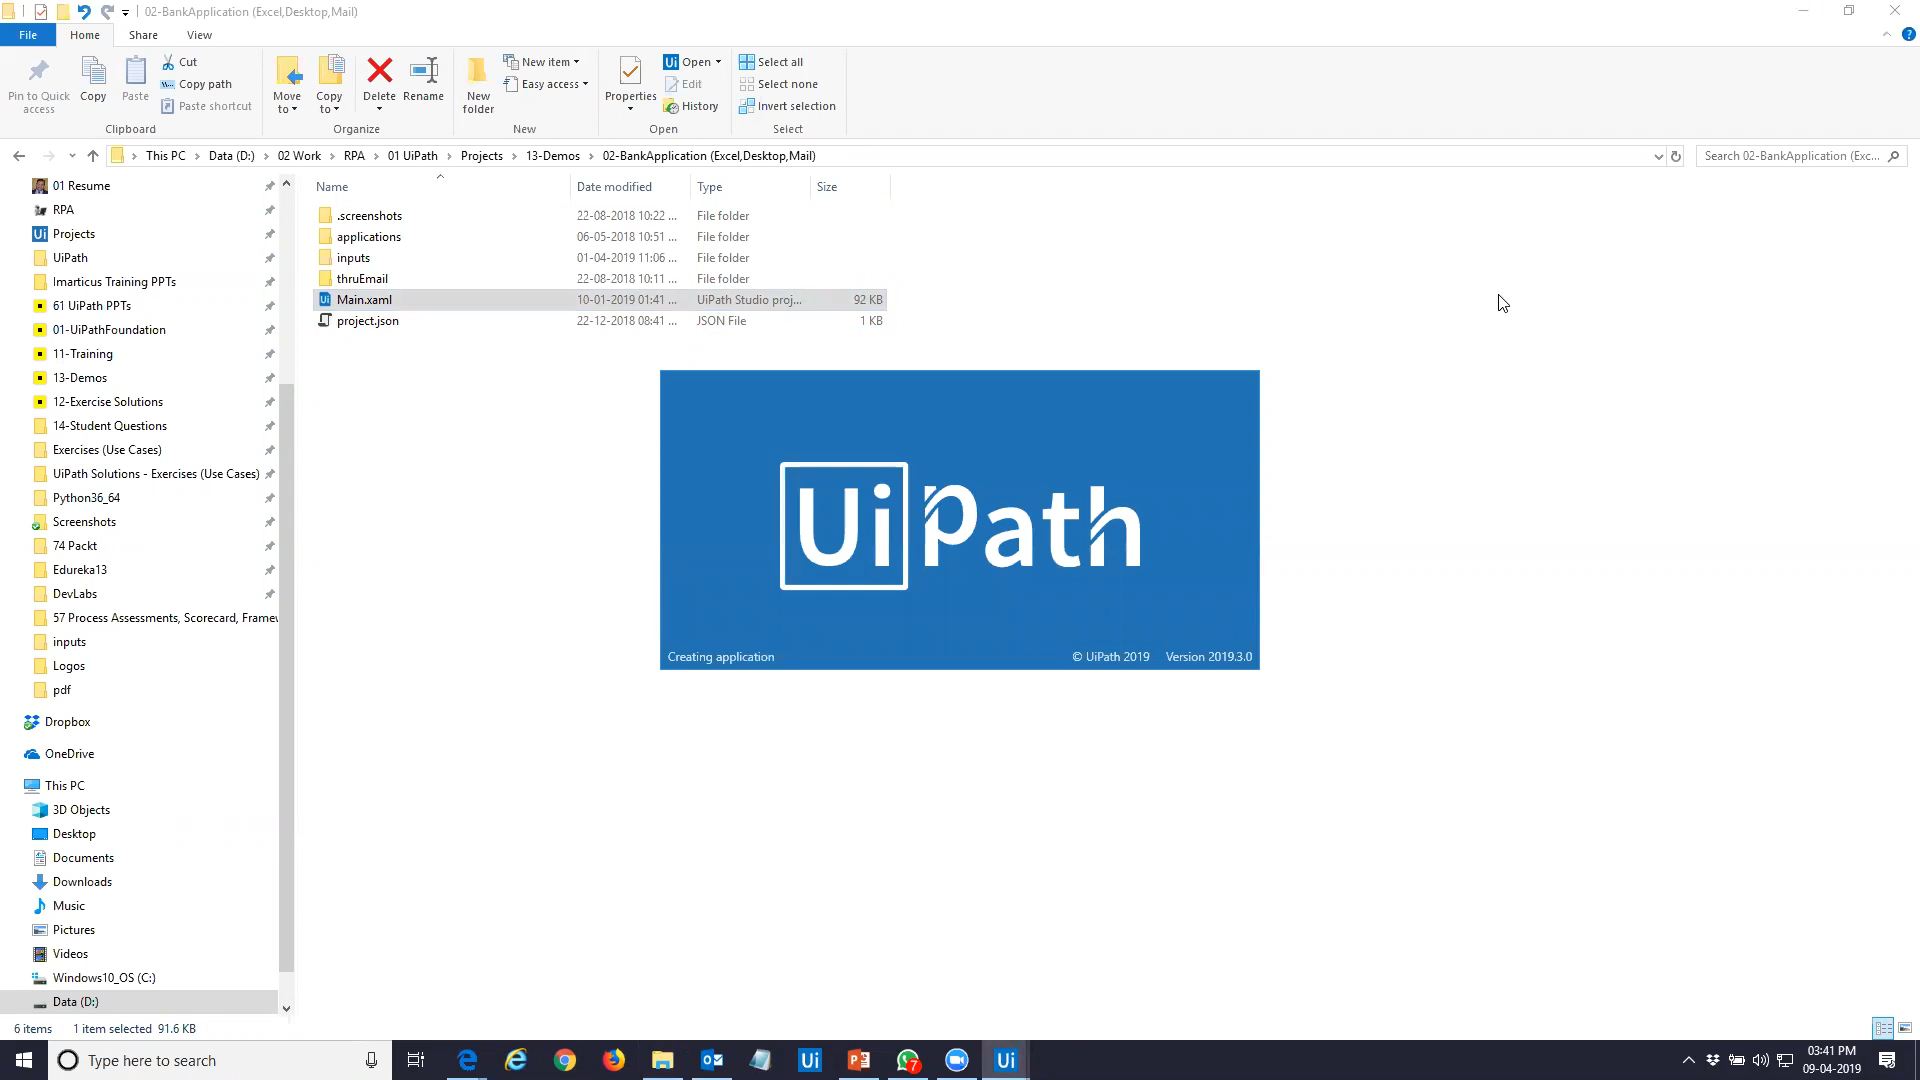 02-BankApplication (Excel,Desktop,Mail)
File Home Share View
Pin to Quick access
Copy
Paste
Cut
Copy path
Paste shortcut
Clipboard
Move to
Copy to
Delete
Rename
Organize
New folder
New item
Easy access
New
Properties
Open
Edit
History
Open
Select all
Select none
Invert selection
Select
This PC > Data (D:) > 02 Work > RPA > 01 UiPath > Projects > 13-Demos > 02-BankApplication (Excel,Desktop,Mail)
Search 02-BankApplication (Exc...
01 Resume
RPA
Projects
UiPath
Imarticus Training PPTs
61 UiPath PPTs
01-UiPathFoundation
11-Training
13-Demos
12-Exercise Solutions
14-Student Questions
Exercises (Use Cases)
UiPath Solutions - Exercises (Use Cases)
Python36_64
Screenshots
74 Packt
Edureka13
DevLabs
57 Process Assessments, Scorecard, Framew
inputs
Logos
pdf
Dropbox
OneDrive
This PC
3D Objects
Desktop
Documents
Downloads
Music
Pictures
Videos
Windows10_OS (C:)
Data (D:)
Name Date modified Type Size
.screenshots 22-08-2018 10:22 ... File folder
applications 06-05-2018 10:51 ... File folder
inputs 01-04-2019 11:06 ... File folder
thruEmail 22-08-2018 10:11 ... File folder
Main.xaml 10-01-2019 01:41 ... UiPath Studio proj... 92 KB
project.json 22-12-2018 08:41 ... JSON File 1 KB
UiPath
Creating application © UiPath 2019 Version 2019.3.0
6 items 1 item selected 91.6 KB
Type here to search
Ui
7
Ui
03:41 PM
09-04-2019